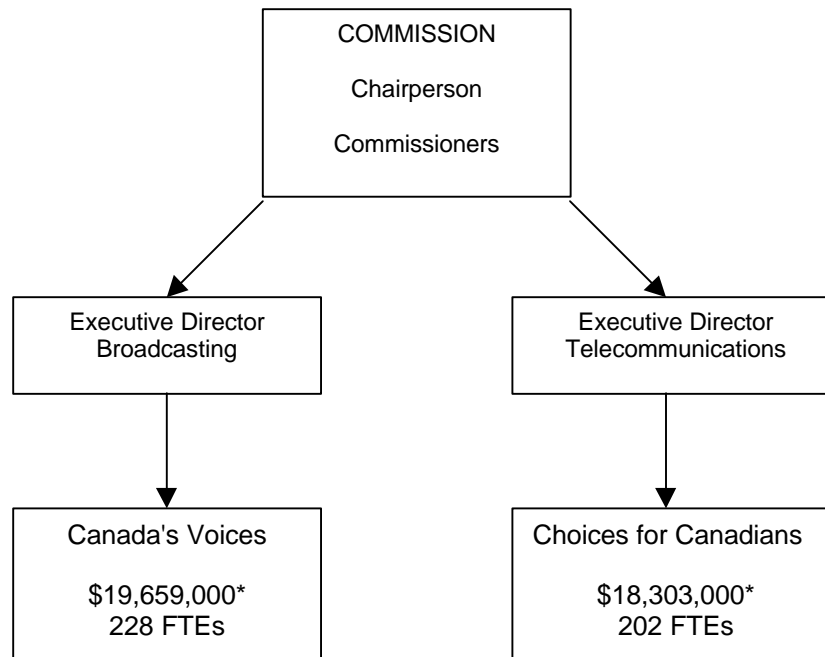 COMMISSION
Chairperson
Commissioners
Executive Director
Broadcasting
Executive Director
Telecommunications
Canada's Voices
$19,659,000*
228 FTEs
Choices for Canadians
$18,303,000*
202 FTEs